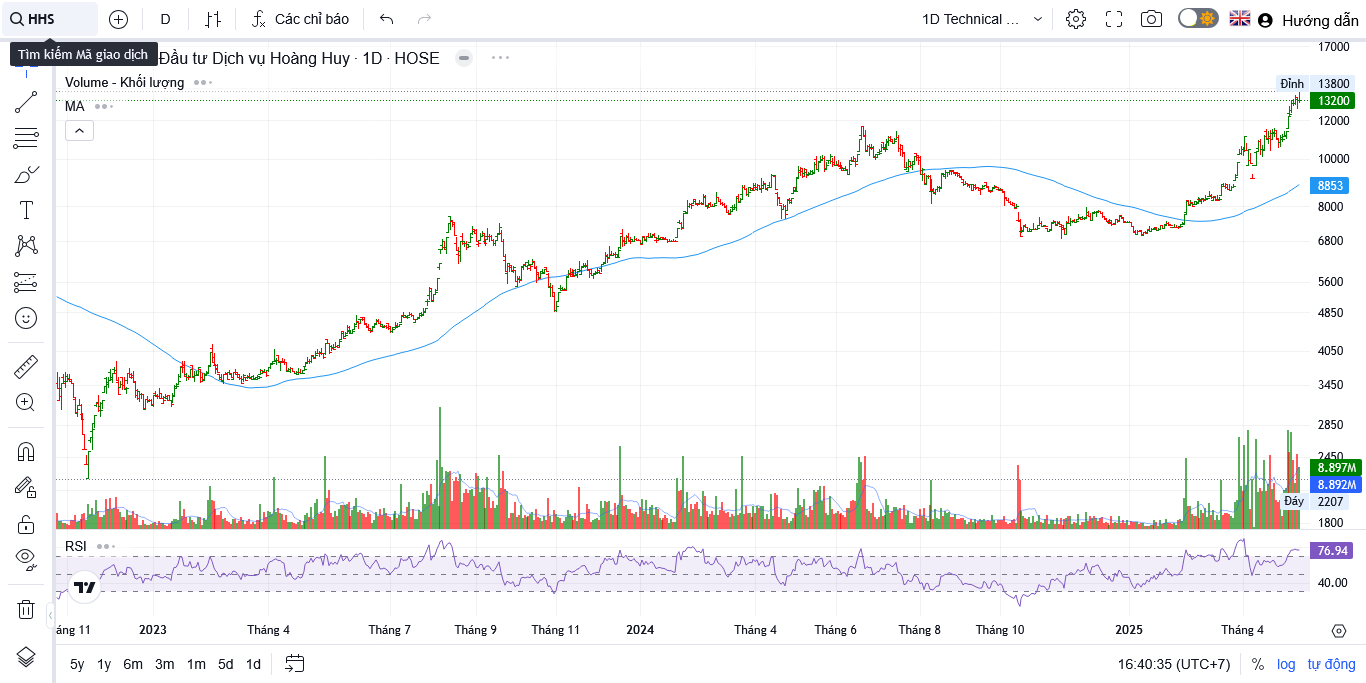 HHS D Các chỉ báo 1D Technical ... Hướng dẫn
Tìm kiếm Mã giao dịch
Đầu tư Dịch vụ Hoàng Huy · 1D · HOSE
Volume - Khối lượng
MA
17000
Đỉnh 13800
13200
12000
10000
8853
8000
6800
5600
4850
4050
3450
2850
2450
8.897M
8.892M
Đáy 2207
1800
RSI
76.94
40.00
áng 11 2023 Tháng 4 Tháng 7 Tháng 9 Tháng 11 2024 Tháng 4 Tháng 6 Tháng 8 Tháng 10 2025 Tháng 4
5y 1y 6m 3m 1m 5d 1d 16:40:35 (UTC+7) % log tự động